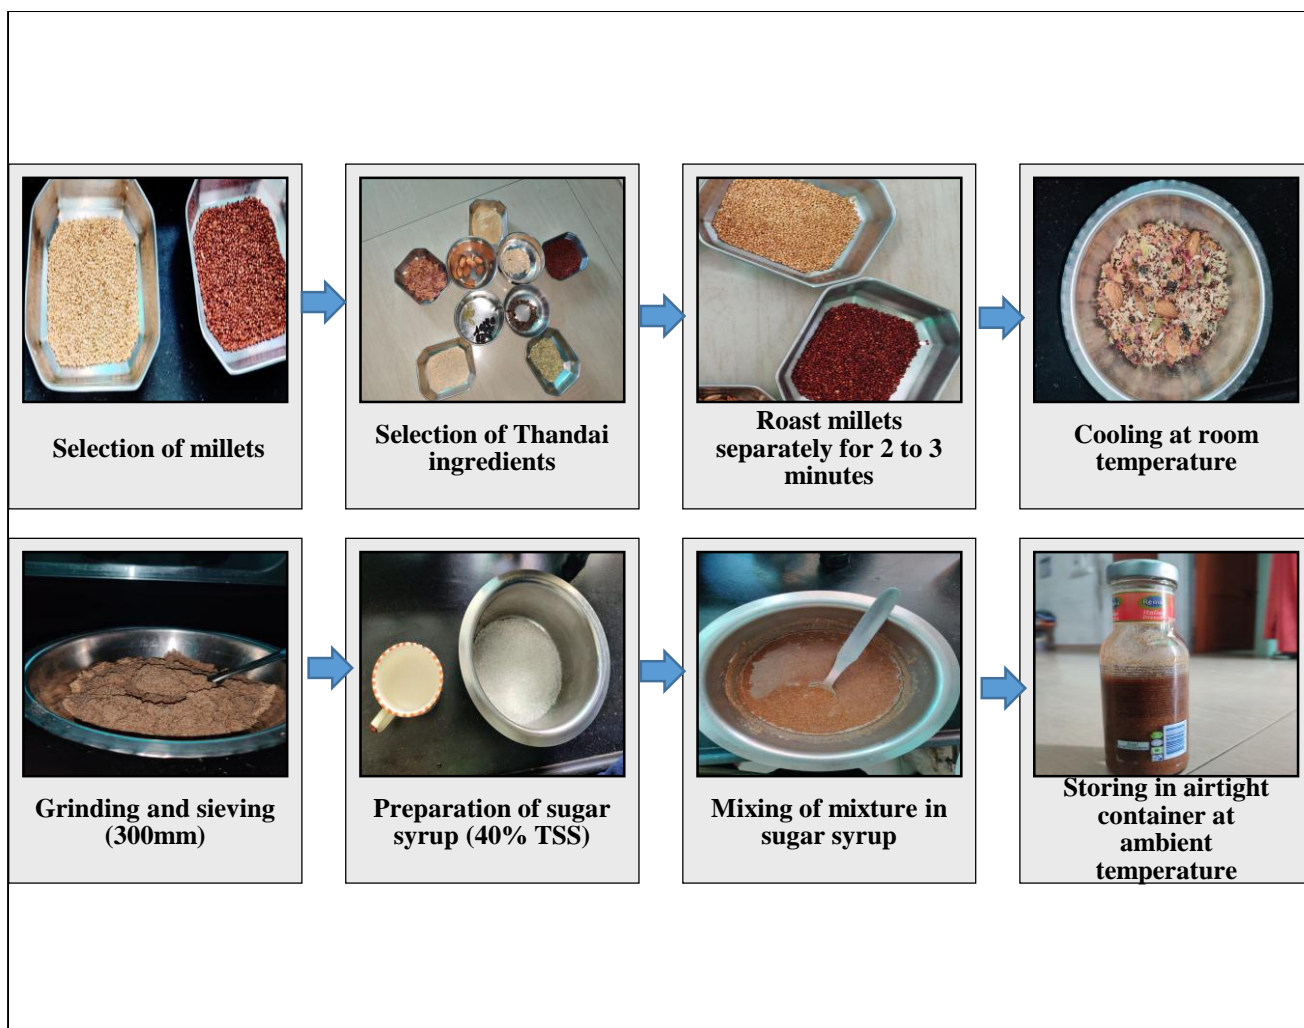 Selection of millets
Selection of Thandai
ingredients
Roast millets
separately for 2 to 3
minutes
Cooling at room
temperature
Grinding and sieving
(300mm)
Preparation of sugar
syrup (40% TSS)
Mixing of mixture in
sugar syrup
Storing in airtight
container at
ambient
temperature